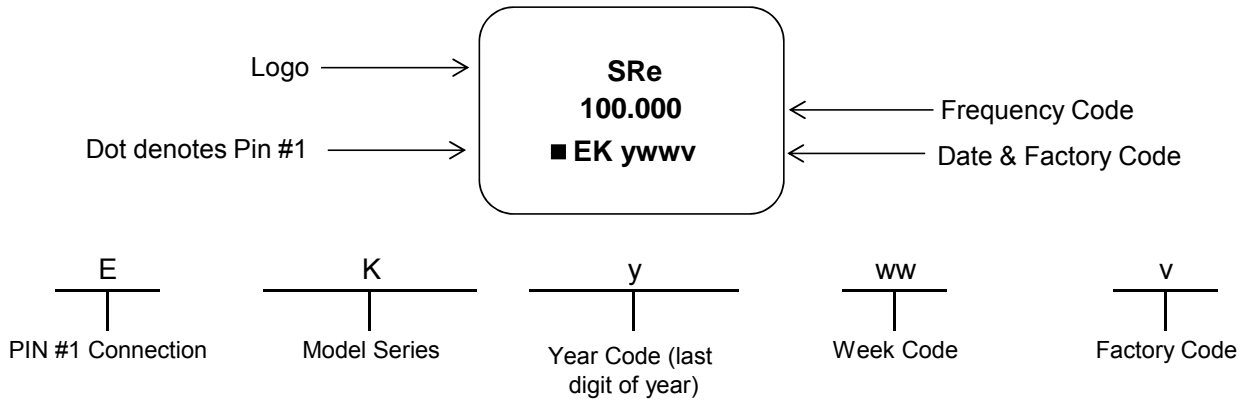 Logo
SRe
100.000
Frequency Code
Dot denotes Pin #1
■ EK ywwv
Date & Factory Code
E
K
y
ww
v
PIN #1 Connection
Model Series
Year Code (last
digit of year)
Week Code
Factory Code